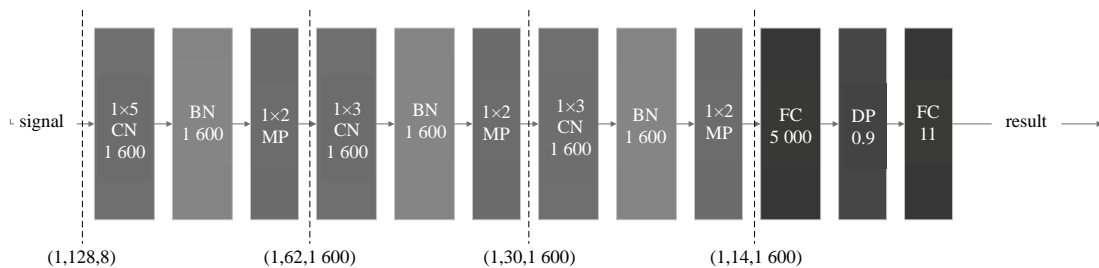 signal
1×5
CN
1 600
BN
1 600
1×2
MP
1×3
CN
1 600
BN
1 600
1×2
MP
1×3
CN
1 600
BN
1 600
1×2
MP
FC
5 000
DP
0.9
FC
11
result
(1,128,8)
(1,62,1 600)
(1,30,1 600)
(1,14,1 600)